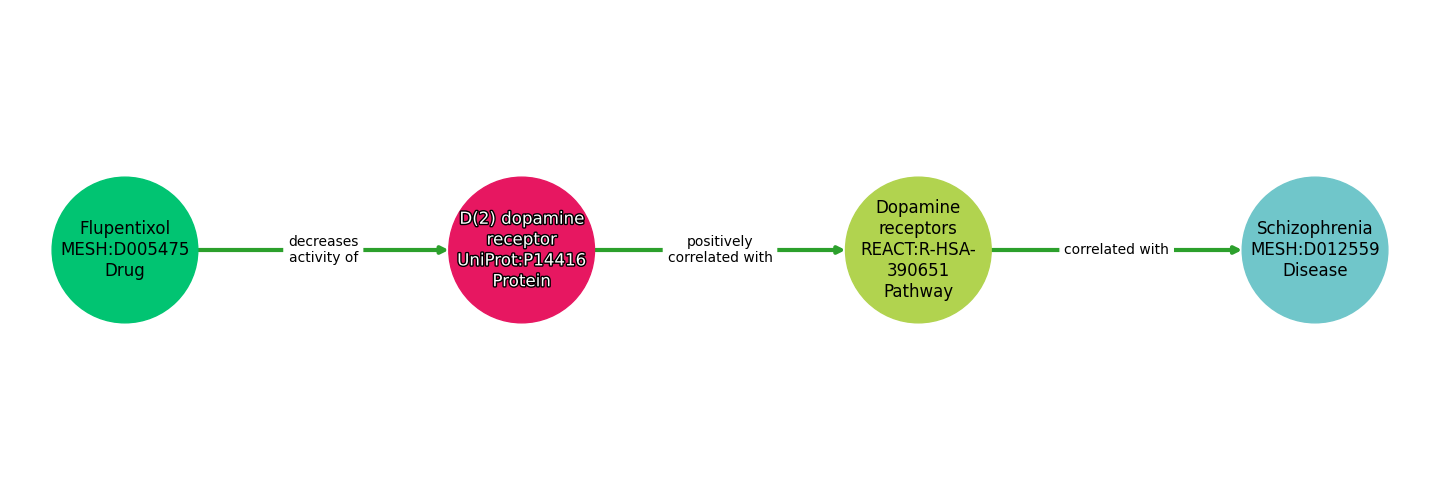 Flupentixol
MESH:D005475
Drug
decreases
activity of
D(2) dopamine
receptor
UniProt:P14416
Protein
positively
correlated with
Dopamine
receptors
REACT:R-HSA-
390651
Pathway
correlated with
Schizophrenia
MESH:D012559
Disease